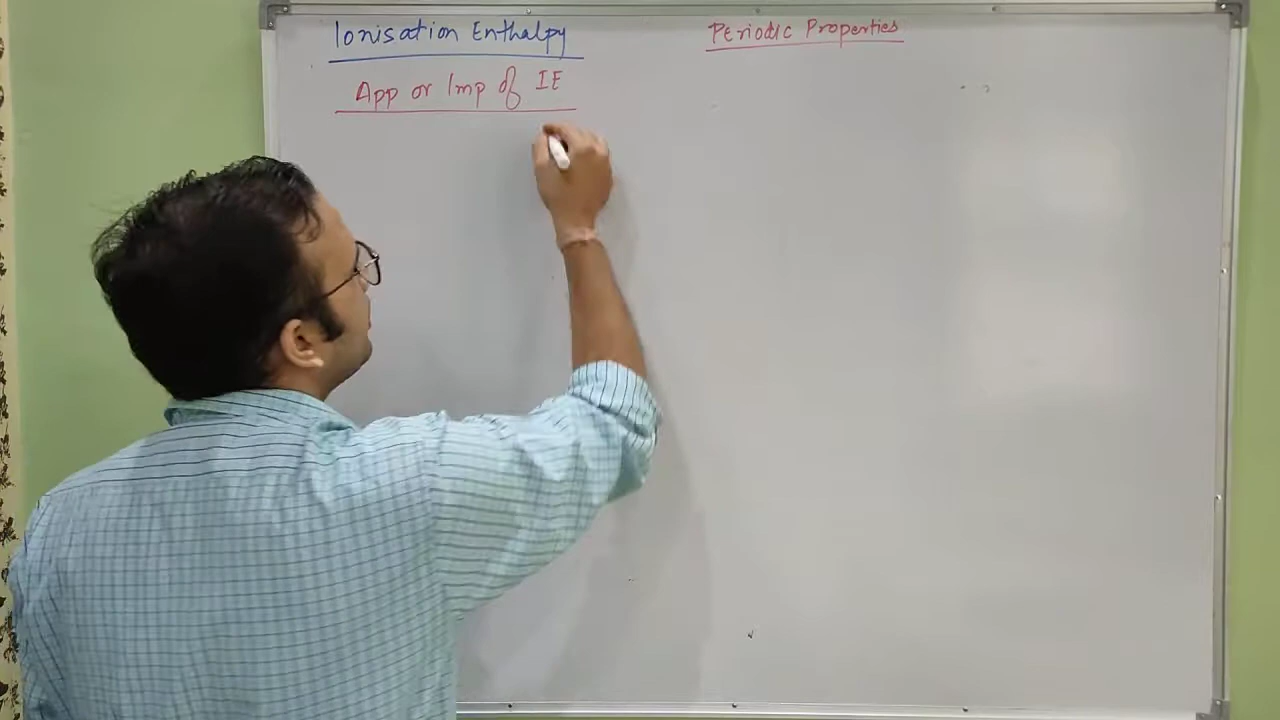 Ionisation Enthalpy
Periodic Properties
App or Imp of IE